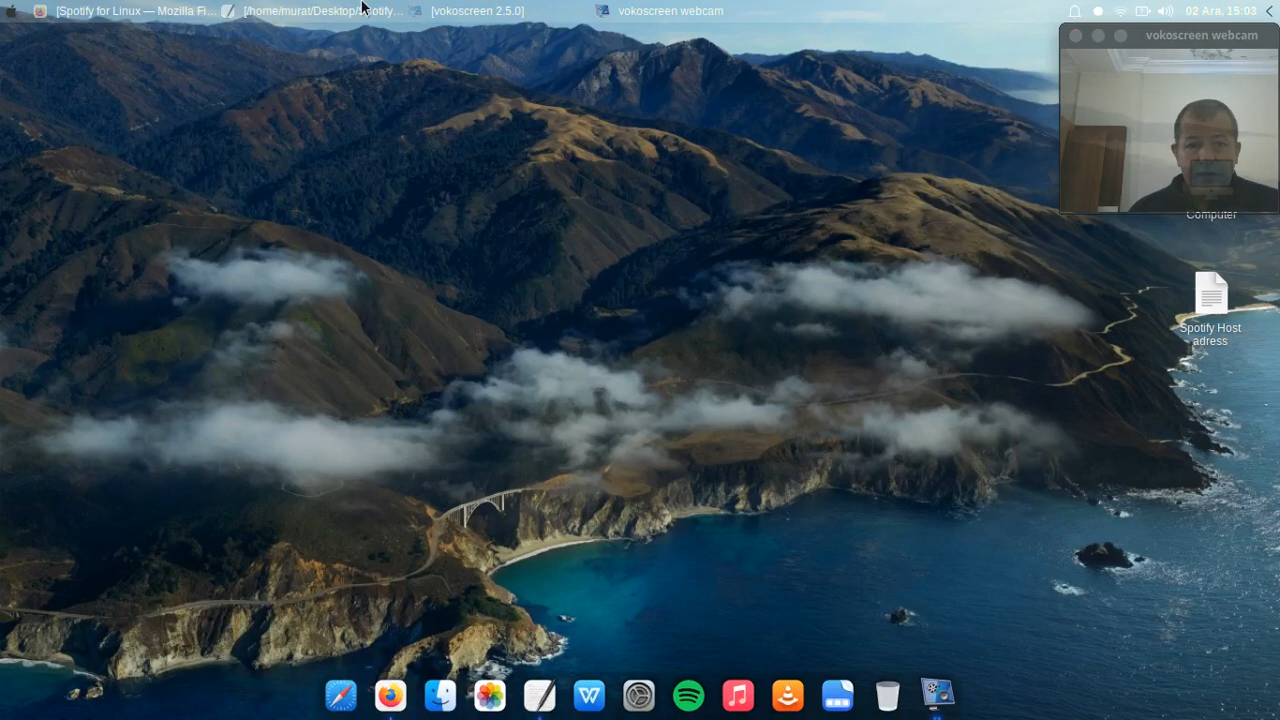 [Spotify for Linux — Mozilla Fi...
[/home/murat/Desktop/Spotify...
[vokoscreen 2.5.0]
vokoscreen webcam
02 Ara, 15:03
vokoscreen webcam
Computer
Spotify Host
adress